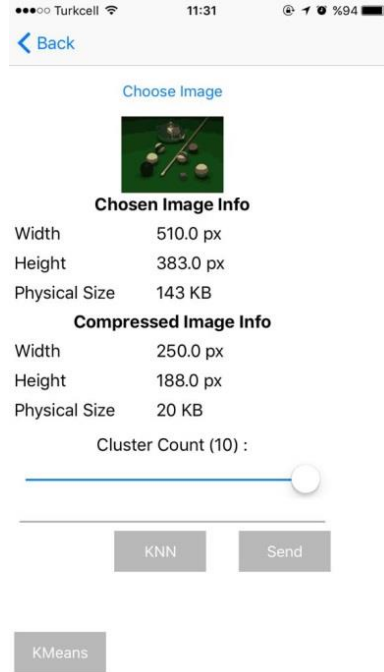 Turkcell 11:31 %94
Back
Choose Image
Chosen Image Info
Width 510.0 px
Height 383.0 px
Physical Size 143 KB
Compressed Image Info
Width 250.0 px
Height 188.0 px
Physical Size 20 KB
Cluster Count (10) :
KNN Send
KMeans